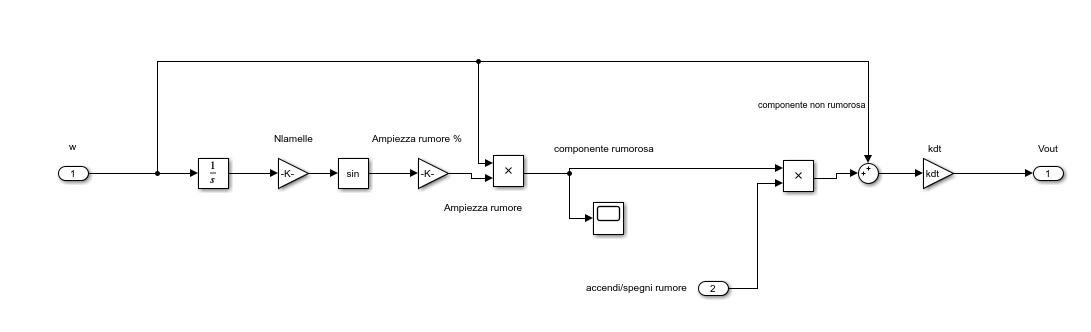 componente non rumorosa
w
Nlamelle
Ampiezza rumore %
componente rumorosa
kdt
Vout
1
1
s
-K-
sin
-K-
×
×
kdt
1
Ampiezza rumore
accendi/spegni rumore
2